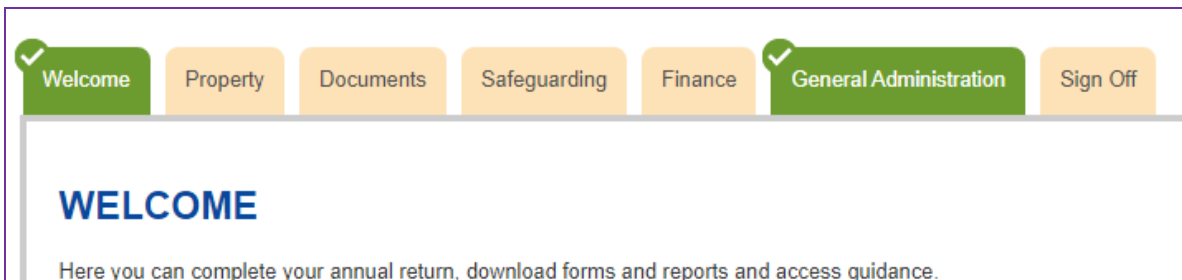 Welcome Property Documents Safeguarding Finance General Administration Sign Off
WELCOME
Here you can complete your annual return, download forms and reports and access guidance.